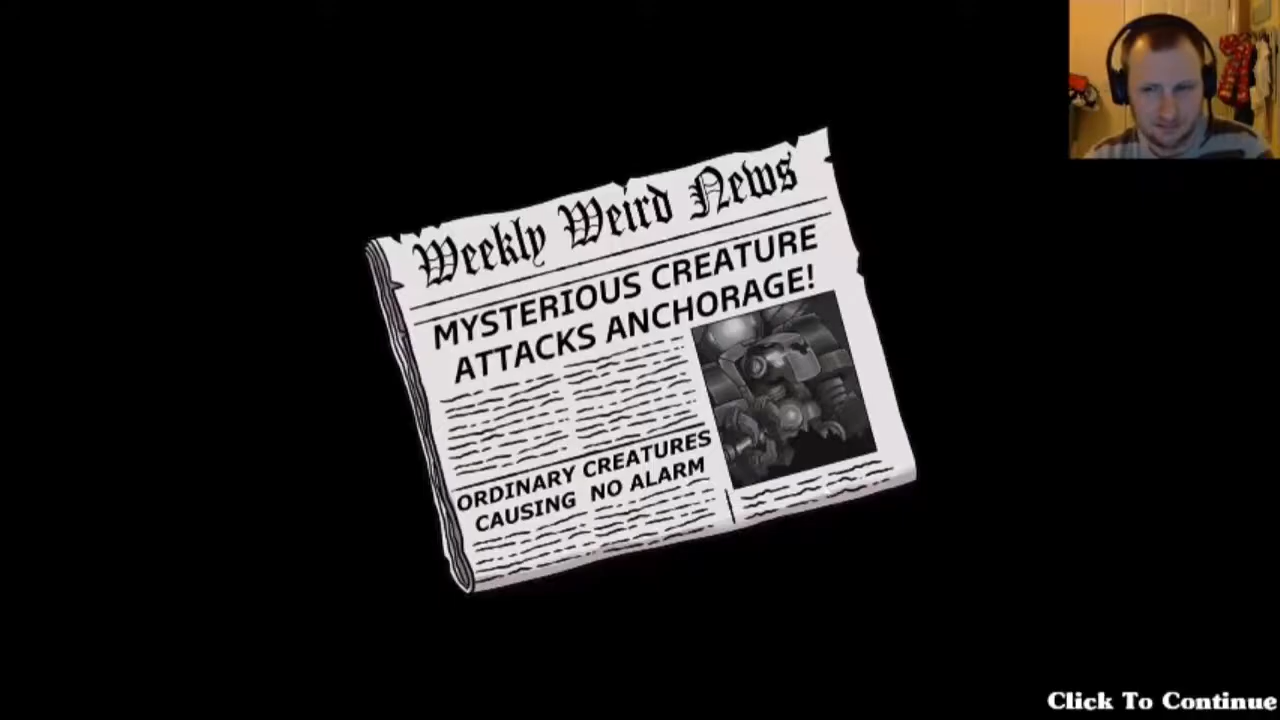 Weekly Weird News
MYSTERIOUS CREATURE
ATTACKS ANCHORAGE!
ORDINARY CREATURES
CAUSING NO ALARM
Click To Continue